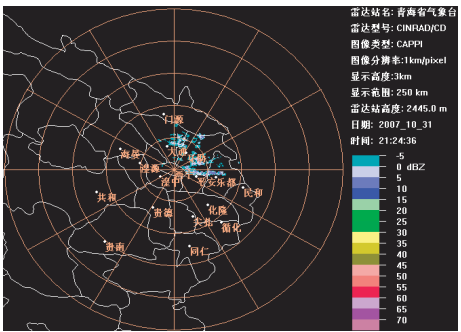 雷达站名: 青海省气象台
雷达型号: CINRAD/CD
图像类型: CAPPI
图像分辨率:1km/pixel
显示高度:3km
显示范围: 250 km
雷达站高度: 2445.0 m
日期: 2007_10_31
时间: 21:24:36
-5
0 dBZ
5
10
15
20
25
30
35
40
45
50
55
60
65
70
门源
大通
海晏
湟源
湟中
平安
乐都
民和
共和
贵德
化隆
尖扎
循化
贵南
同仁